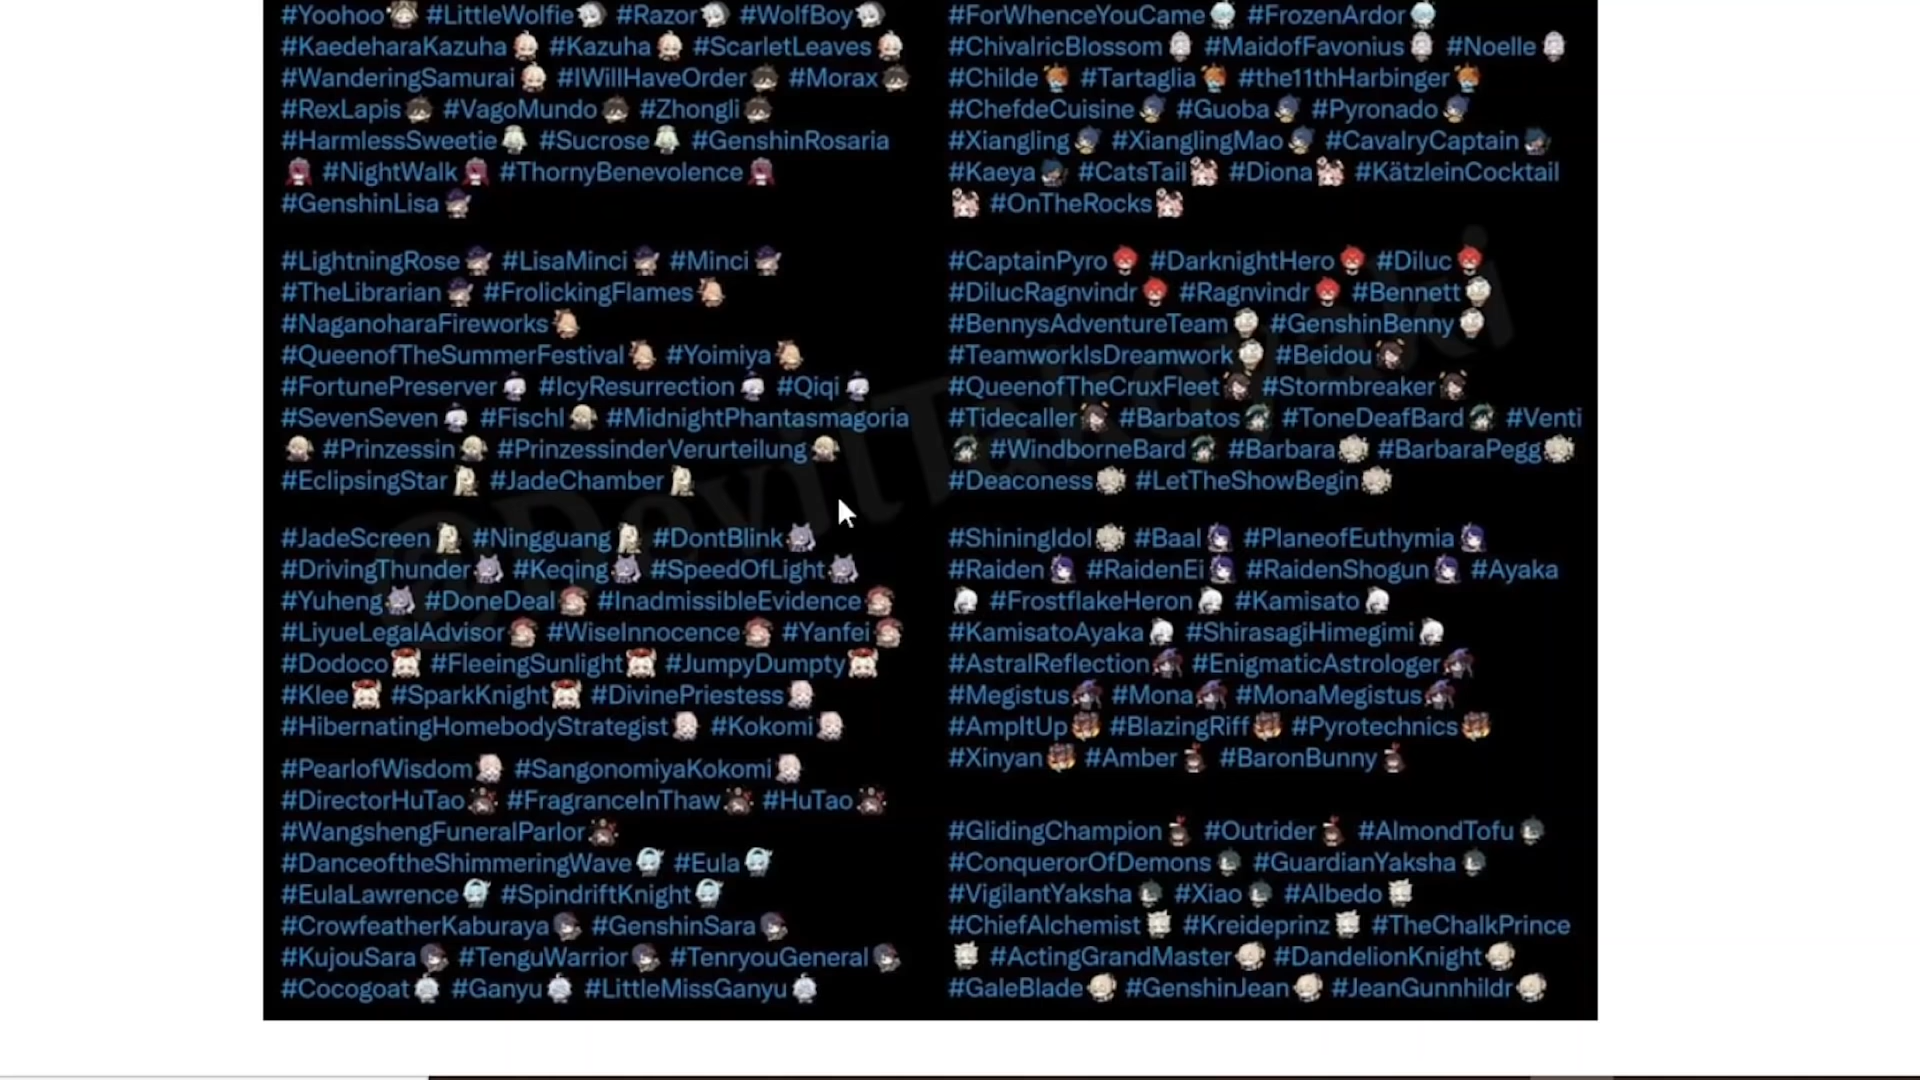 #Yoohoo #LittleWolfie #Razor #WolfBoy
#KaedeharaKazuha #Kazuha #ScarletLeaves
#WanderingSamurai #IWillHaveOrder #Morax
#RexLapis #VagoMundo #Zhongli
#HarmlessSweetie #Sucrose #GenshinRosaria
#NightWalk #ThornyBenevolence
#GenshinLisa
#LightningRose #LisaMinci #Minci
#TheLibrarian #FrolickingFlames
#NaganoharaFireworks
#QueenofTheSummerFestival #Yoimiya
#FortunePreserver #IcyResurrection #Qiqi
#SevenSeven #Fischl #MidnightPhantasmagoria
#Prinzessin #PrinzessinderVerurteilung
#EclipsingStar #JadeChamber
#JadeScreen #Ningguang #DontBlink
#DrivingThunder #Keqing #SpeedOfLight
#Yuheng #DoneDeal #InadmissibleEvidence
#LiyueLegalAdvisor #WiseInnocence #Yanfei
#Dodoco #FleeingSunlight #JumpyDumpty
#Klee #SparkKnight #DivinePriestess
#HibernatingHomebodyStrategist #Kokomi
#PearlofWisdom #SangonomiyaKokomi
#DirectorHuTao #FragranceInThaw #HuTao
#WangshengFuneralParlor
#DanceoftheShimmeringWave #Eula
#EulaLawrence #SpindriftKnight
#CrowfeatherKaburaya #GenshinSara
#KujouSara #TenguWarrior #TenryouGeneral
#Cocogoat #Ganyu #LittleMissGanyu
#ForWhenceYouCame #FrozenArdor
#ChivalricBlossom #MaidofFavonius #Noelle
#Childe #Tartaglia #the11thHarbinger
#ChefdeCuisine #Guoba #Pyronado
#Xiangling #XianglingMao #CavalryCaptain
#Kaeya #CatsTail #Diona #KätzleinCocktail
#OnTheRocks
#CaptainPyro #DarknightHero #Diluc
#DilucRagnvindr #Ragnvindr #Bennett
#BennysAdventureTeam #GenshinBenny
#TeamworkIsDreamwork #Beidou
#QueenofTheCruxFleet #Stormbreaker
#Tidecaller #Barbatos #ToneDeafBard #Venti
#WindborneBard #Barbara #BarbaraPegg
#Deaconess #LetTheShowBegin
#ShiningIdol #Baal #PlaneofEuthymia
#Raiden #RaidenEi #RaidenShogun #Ayaka
#FrostflakeHeron #Kamisato
#KamisatoAyaka #ShirasagiHimegimi
#AstralReflection #EnigmaticAstrologer
#Megistus #Mona #MonaMegistus
#AmpItUp #BlazingRiff #Pyrotechnics
#Xinyan #Amber #BaronBunny
#GlidingChampion #Outrider #AlmondTofu
#ConquerorOfDemons #GuardianYaksha
#VigilantYaksha #Xiao #Albedo
#ChiefAlchemist #Kreideprinz #TheChalkPrince
#ActingGrandMaster #DandelionKnight
#GaleBlade #GenshinJean #JeanGunnhildr